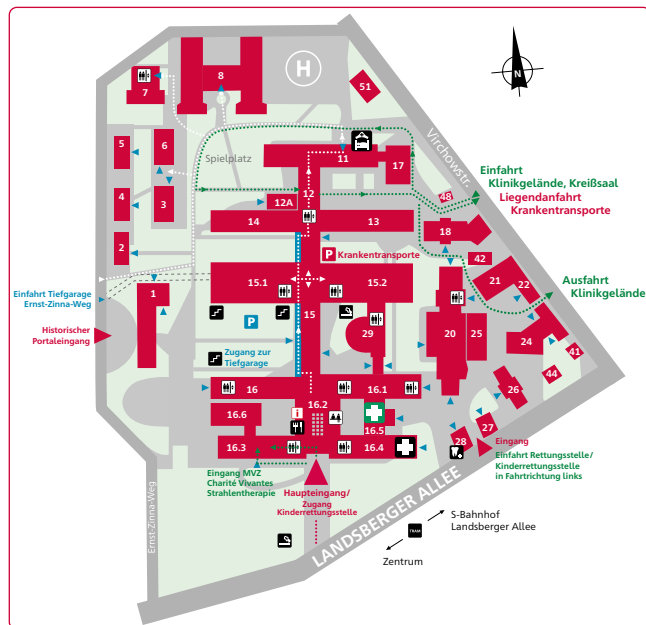 8
H
7
51
5
6
Virchowstr.
Spielplatz
11
17
Einfahrt
Klinikgelände, Kreißsaal
Liegendanfahrt
Krankentransporte
4
3
12
12A
48
14
13
18
2
P Krankentransporte
42
15.1
15.2
21
22
Ausfahrt
Klinikgelände
Einfahrt Tiefgarage
Ernst-Zinna-Weg
1
15
P
20
25
Historischer
Portaleingang
29
24
Zugang zur
Tiefgarage
41
44
16
16.1
26
16.2
16.6
i
16.5
27
16.3
16.4
28
Eingang
Einfahrt Rettungsstelle/
Kinderrettungsstelle
in Fahrtrichtung links
Eingang MVZ
Charité Vivantes
Strahlentherapie
Haupteingang/
Zugang
Kinderrettungsstelle
LANDSBERGER ALLEE
Ernst-Zinna-Weg
S-Bahnhof
Landsberger Allee
TRAM
Zentrum
N